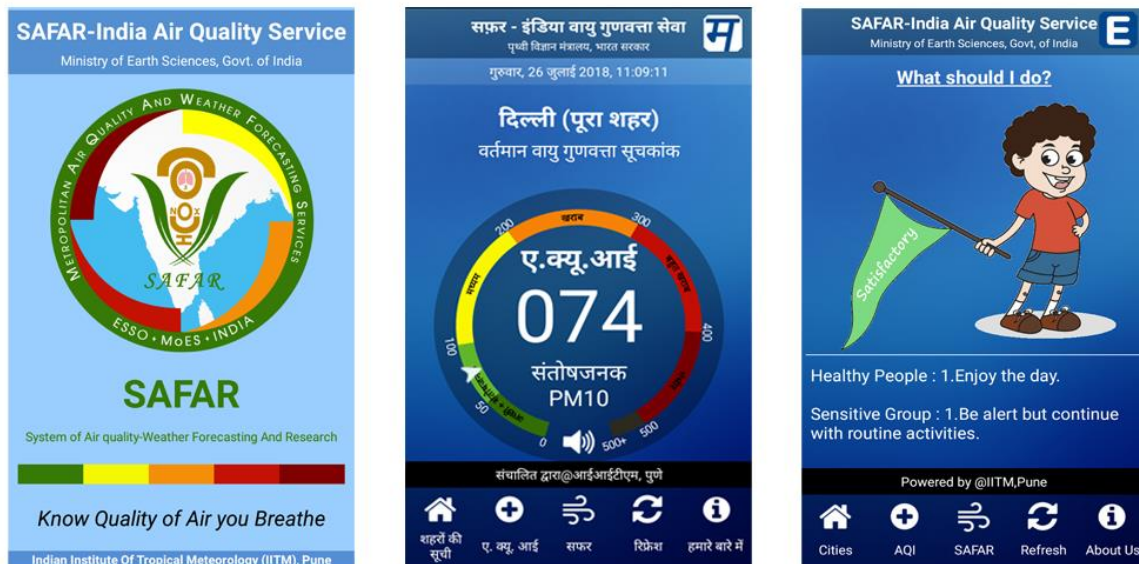 SAFAR-India Air Quality Service
Ministry of Earth Sciences, Govt. of India
METROPOLITAN AIR QUALITY AND WEATHER FORECASTING SERVICES
SAFAR
ESSO • MoES • INDIA
SAFAR
System of Air quality-Weather Forecasting And Research
Know Quality of Air you Breathe
Indian Institute Of Tropical Meteorology (IITM), Pune
सफ़र - इंडिया वायु गुणवत्ता सेवा
म
पृथ्वी विज्ञान मंत्रालय, भारत सरकार
गुरुवार, 26 जुलाई 2018, 11:09:11
दिल्ली (पूरा शहर)
वर्तमान वायु गुणवत्ता सूचकांक
0
50
100
200
300
400
500
500+
मध्यम
खराब
बहुत खराब
ए.क्यू.आई
074
संतोषजनक
PM10
संचालित द्वारा@आईआईटीएम, पुणे
शहरों की
सूची
ए. क्यू. आई
सफर
रिफ्रेश
हमारे बारे में
SAFAR-India Air Quality Service
E
Ministry of Earth Sciences, Govt, of India
What should I do?
Satisfactory
Healthy People : 1.Enjoy the day.
Sensitive Group : 1.Be alert but continue
with routine activities.
Powered by @IITM,Pune
Cities
AQI
SAFAR
Refresh
About Us